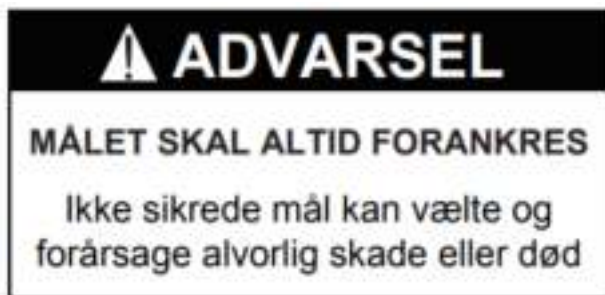 ADVARSEL
MÅLET SKAL ALTID FORANKRES
Ikke sikrede mål kan vælte og
forårsage alvorlig skade eller død